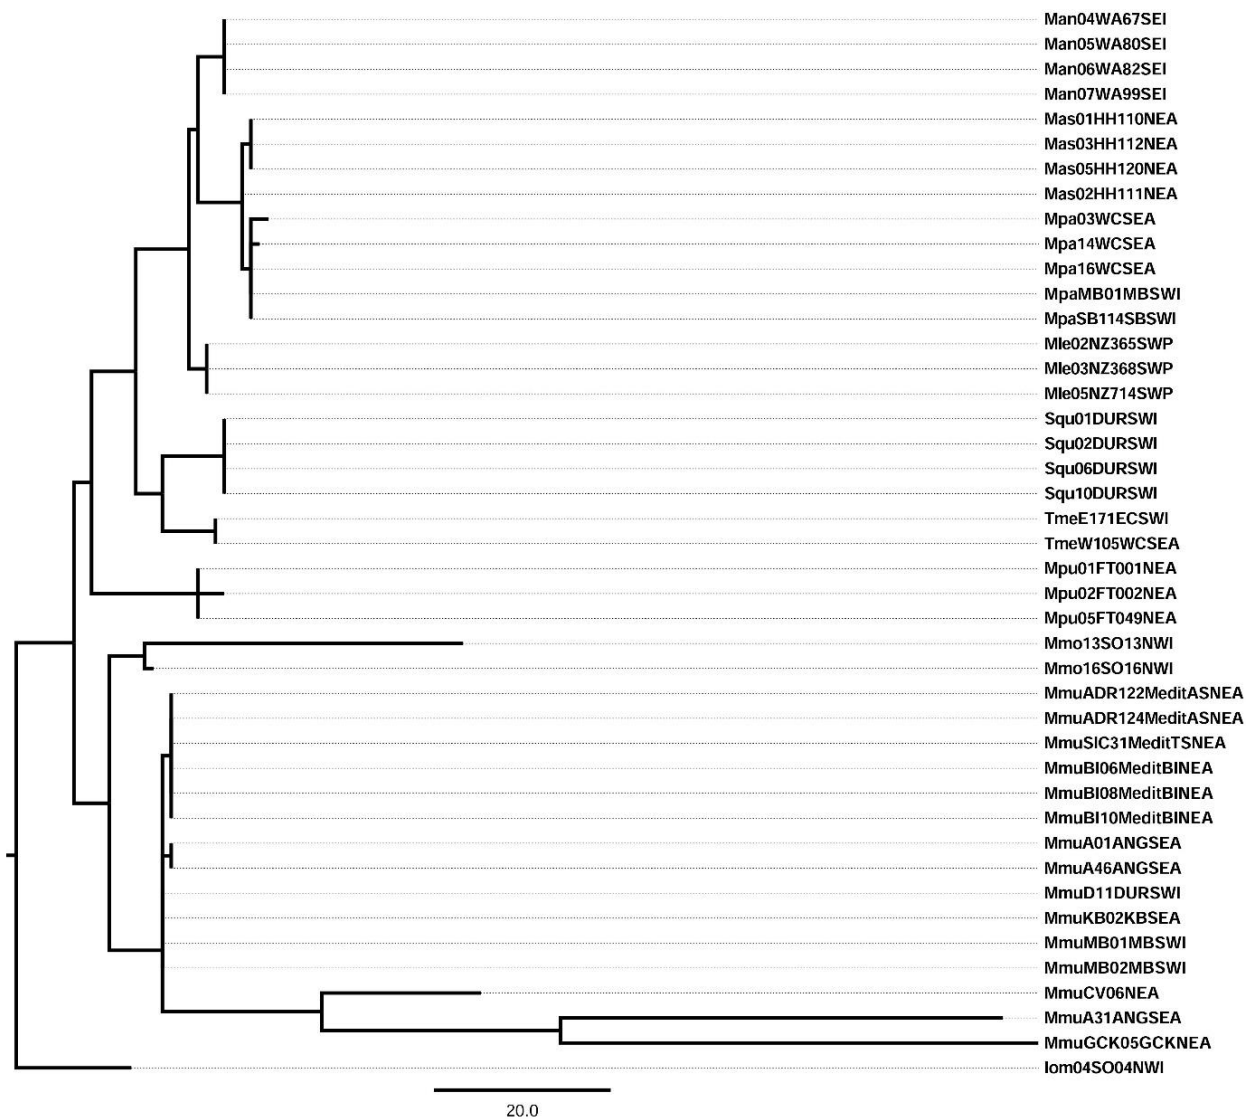 Man04WA67SEI
Man05WA80SEI
Man06WA82SEI
Man07WA99SEI
Mas01HH110NEA
Mas03HH112NEA
Mas05HH120NEA
Mas02HH111NEA
Mpa03WCSEA
Mpa14WCSEA
Mpa16WCSEA
MpaMB01MBSWI
MpaSB114SBSWI
Mle02NZ365SWP
Mle03NZ368SWP
Mle05NZ714SWP
Squ01DURSWI
Squ02DURSWI
Squ06DURSWI
Squ10DURSWI
TmeE171ECSWI
TmeW105WCSEA
Mpu01FT001NEA
Mpu02FT002NEA
Mpu05FT049NEA
Mmo13SO13NWI
Mmo16SO16NWI
MmuADR122MeditASNEA
MmuADR124MeditASNEA
MmuSIC31MeditTSNEA
MmuBI06MeditBINEA
MmuBI08MeditBINEA
MmuBI10MeditBINEA
MmuA01ANGSEA
MmuA46ANGSEA
MmuD11DURSWI
MmuKB02KBSEA
MmuMB01MBSWI
MmuMB02MBSWI
MmuCV06NEA
MmuA31ANGSEA
MmuGCK05GCKNEA
Iom04SO04NWI
20.0